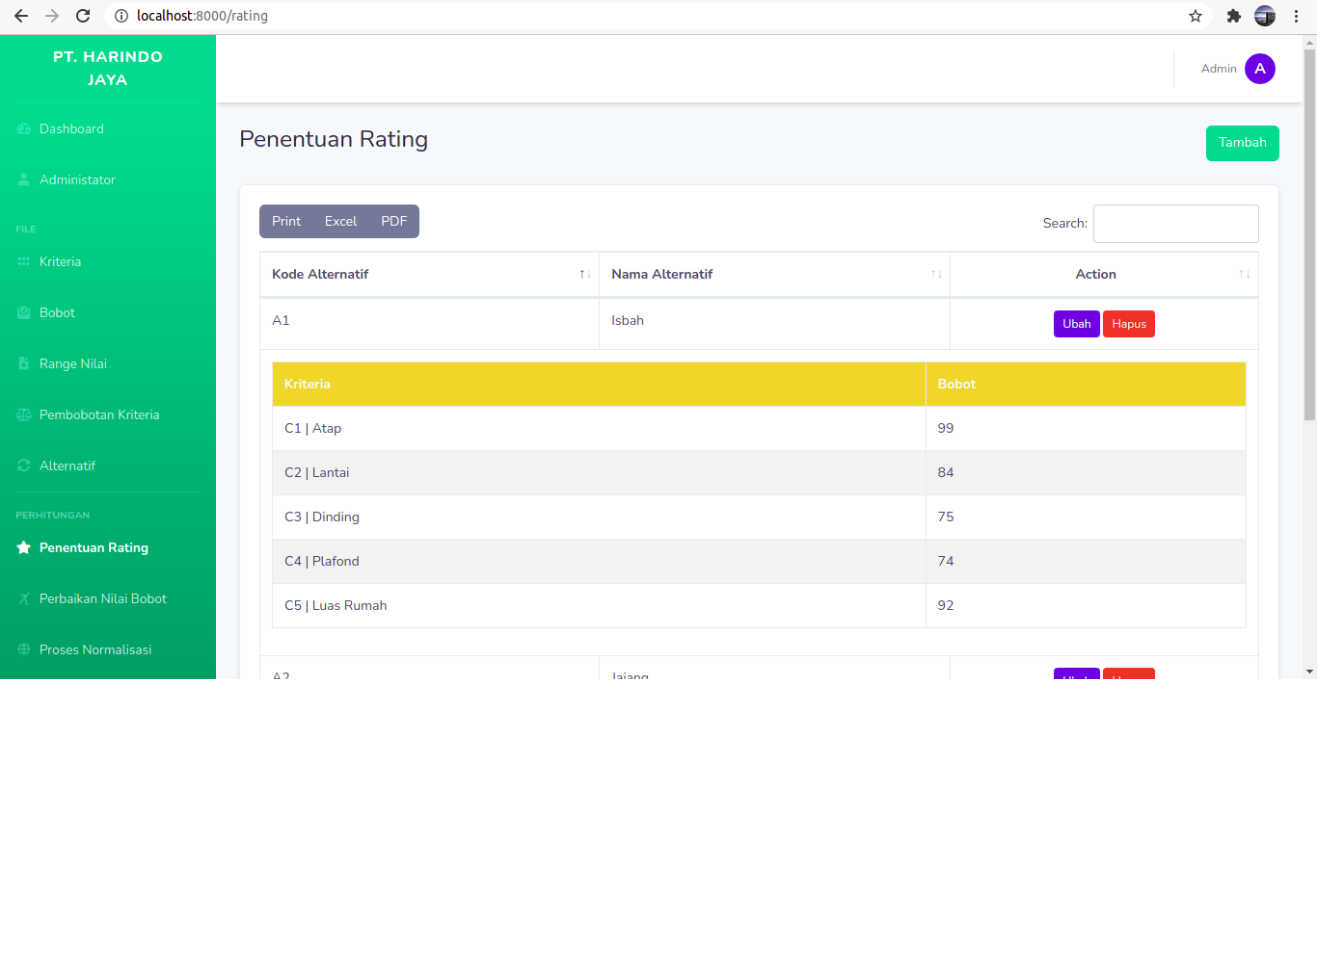 localhost:8000/rating
PT. HARINDO
JAYA
Admin
A
Dashboard
Administator
FILE
Kriteria
Bobot
Range Nilai
Pembobotan Kriteria
Alternatif
PERHITUNGAN
Penentuan Rating
Perbaikan Nilai Bobot
Proses Normalisasi
Penentuan Rating
Tambah
Print Excel PDF
Search:
Kode Alternatif Nama Alternatif Action
A1 Isbah Ubah Hapus
Kriteria Bobot
C1 | Atap 99
C2 | Lantai 84
C3 | Dinding 75
C4 | Plafond 74
C5 | Luas Rumah 92
A2 Jajang Ubah Hapus